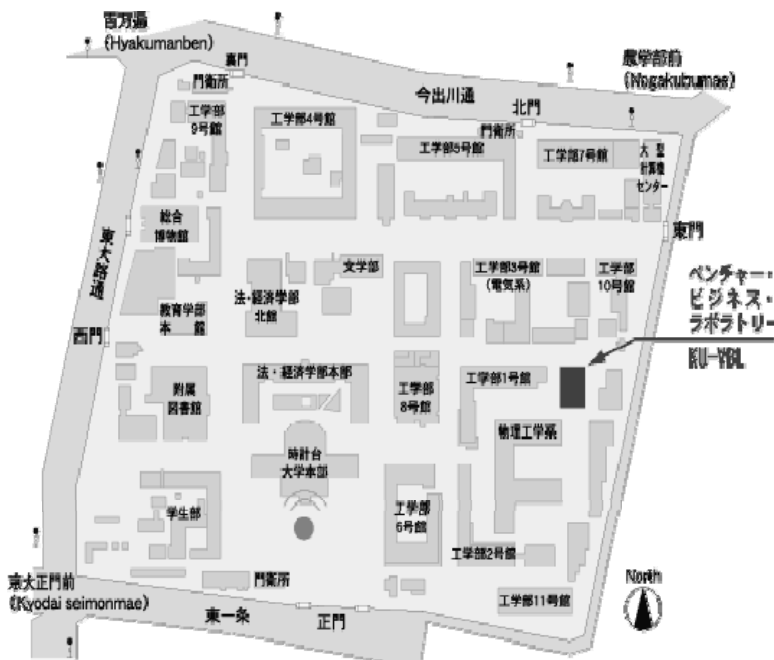 百万遍
(Hyakumanben)
農学部前
(Nogakubumae)
裏門
門衛所
今出川通
北門
門衛所
工学部
9号館
工学部4号館
工学部5号館
工学部7号館
大型
計算機
センター
総合
博物館
東大路通
東門
文学部
工学部3号館
(電気系)
工学部
10号館
法・経済学部
北館
教育学部
本館
西門
ベンチャー・
ビジネス・
ラボラトリー
KU-VBL
附属
図書館
法・経済学部本部
工学部
8号館
工学部1号館
物理工学系
時計台
大学本部
学生部
工学部
6号館
工学部2号館
工学部11号館
門衛所
京大正門前
(Kyodai seimonmae)
東一条
正門
North